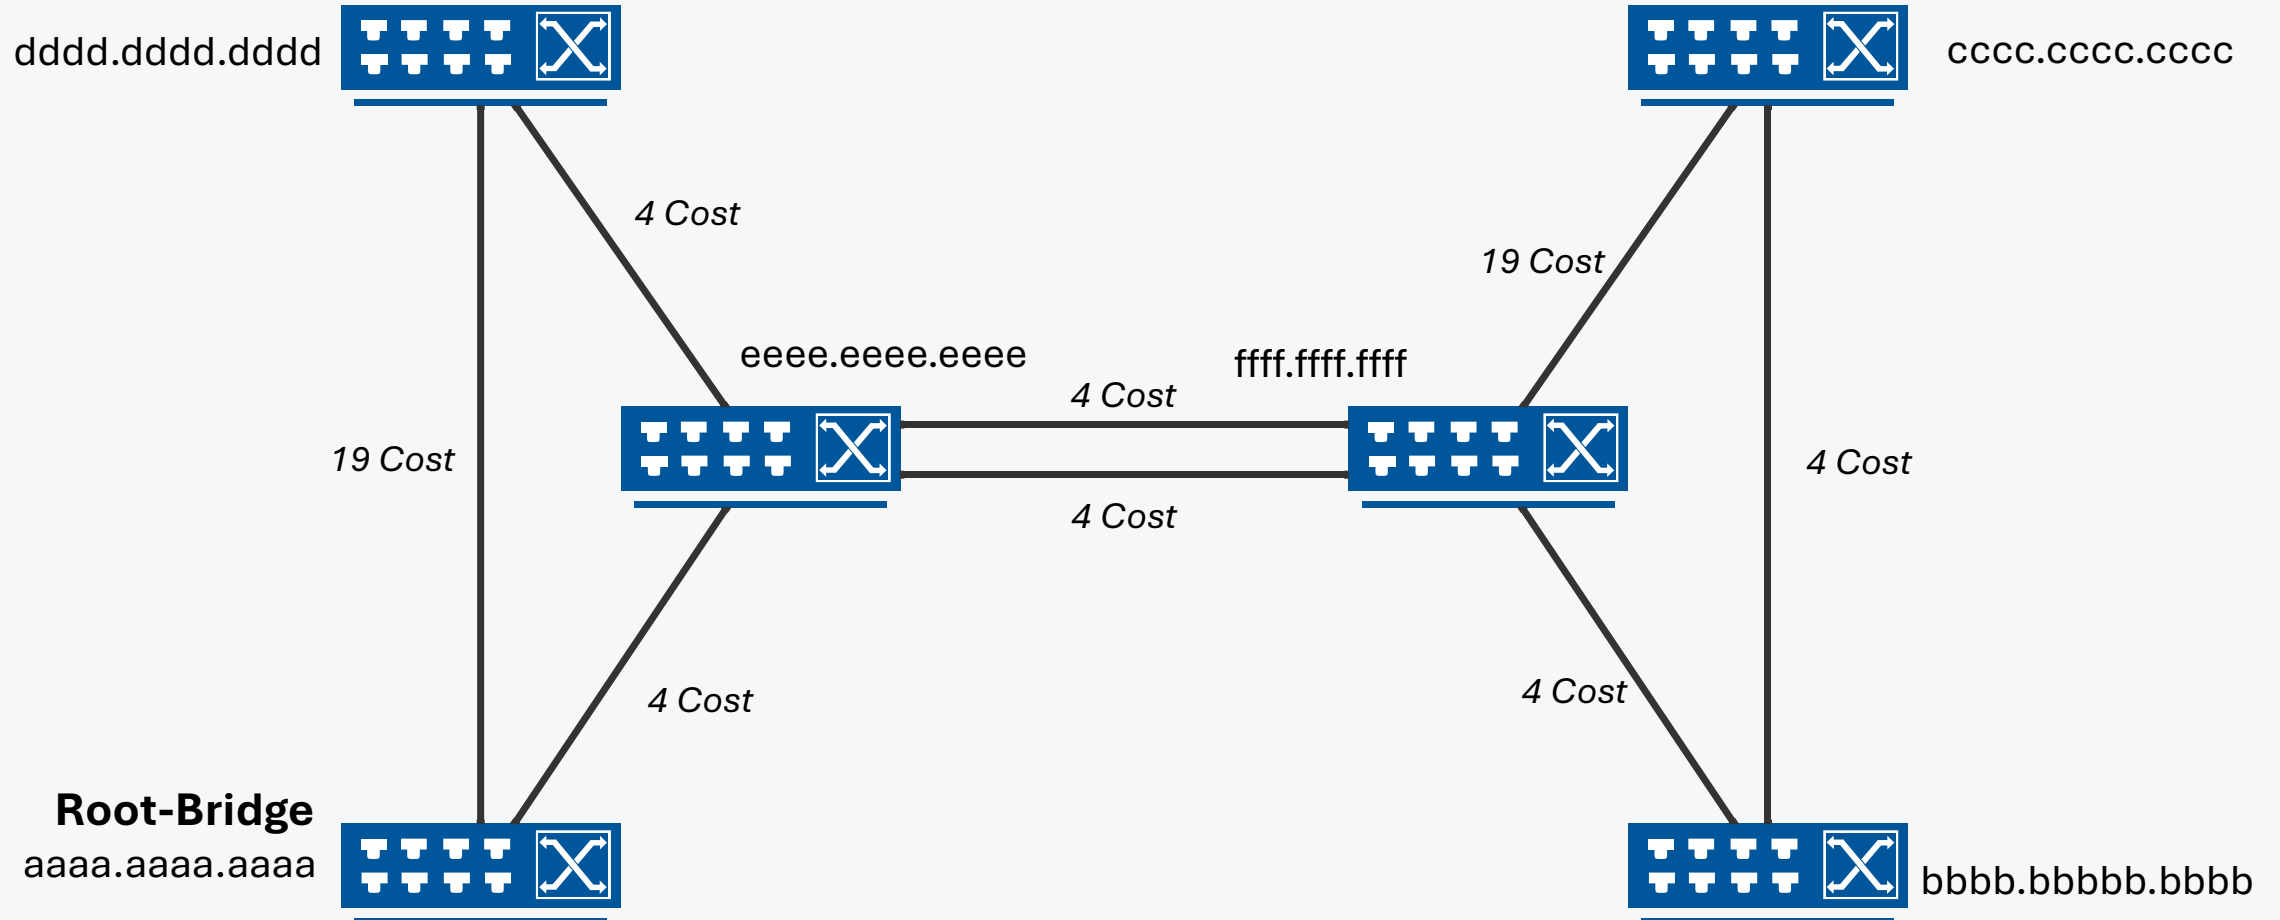 dddd.dddd.dddd
cccc.cccc.cccc
4 Cost
19 Cost
eeee.eeee.eeee
ffff.ffff.ffff
4 Cost
19 Cost
4 Cost
4 Cost
4 Cost
4 Cost
Root-Bridge
aaaa.aaaa.aaaa
bbbb.bbbbb.bbbb